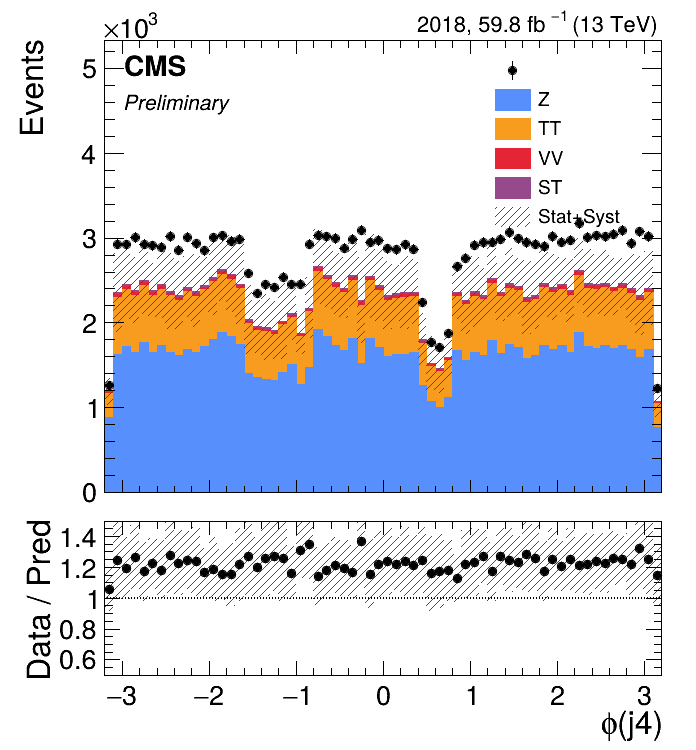 ×10³
2018, 59.8 fb⁻¹ (13 TeV)
Events
CMS
Preliminary
Z
TT
VV
ST
Stat+Syst
5
4
3
2
1
0
Data / Pred
1.4
1.2
1
0.8
0.6
−3 −2 −1 0 1 2 3
ϕ(j4)